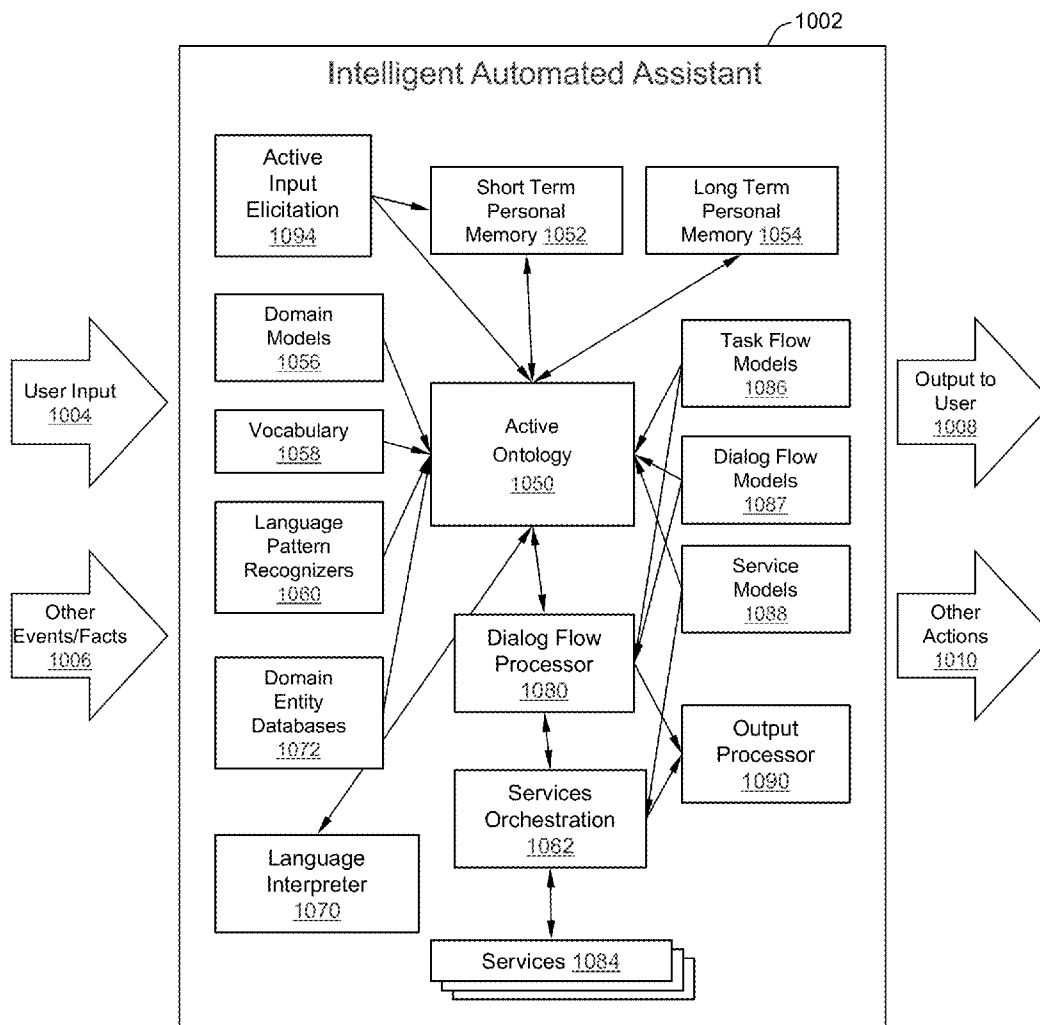 1002
Intelligent Automated Assistant
Active
Input
Elicitation
1094
Short Term
Personal
Memory 1052
Long Term
Personal
Memory 1054
Domain
Models
1056
Task Flow
Models
1086
User Input
1004
Output to
User
1008
Vocabulary
1058
Active
Ontology
1050
Dialog Flow
Models
1087
Language
Pattern
Recognizers
1060
Service
Models
1088
Other
Events/Facts
1006
Other
Actions
1010
Dialog Flow
Processor
1080
Domain
Entity
Databases
1072
Output
Processor
1090
Services
Orchestration
1082
Language
Interpreter
1070
Services 1084